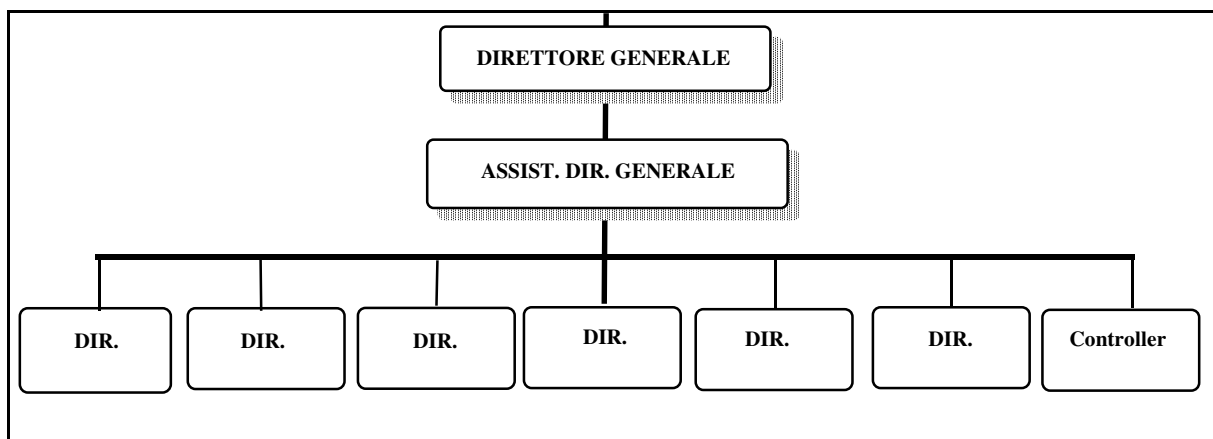 DIRETTORE GENERALE
ASSIST. DIR. GENERALE
DIR.
DIR.
DIR.
DIR.
DIR.
DIR.
Controller